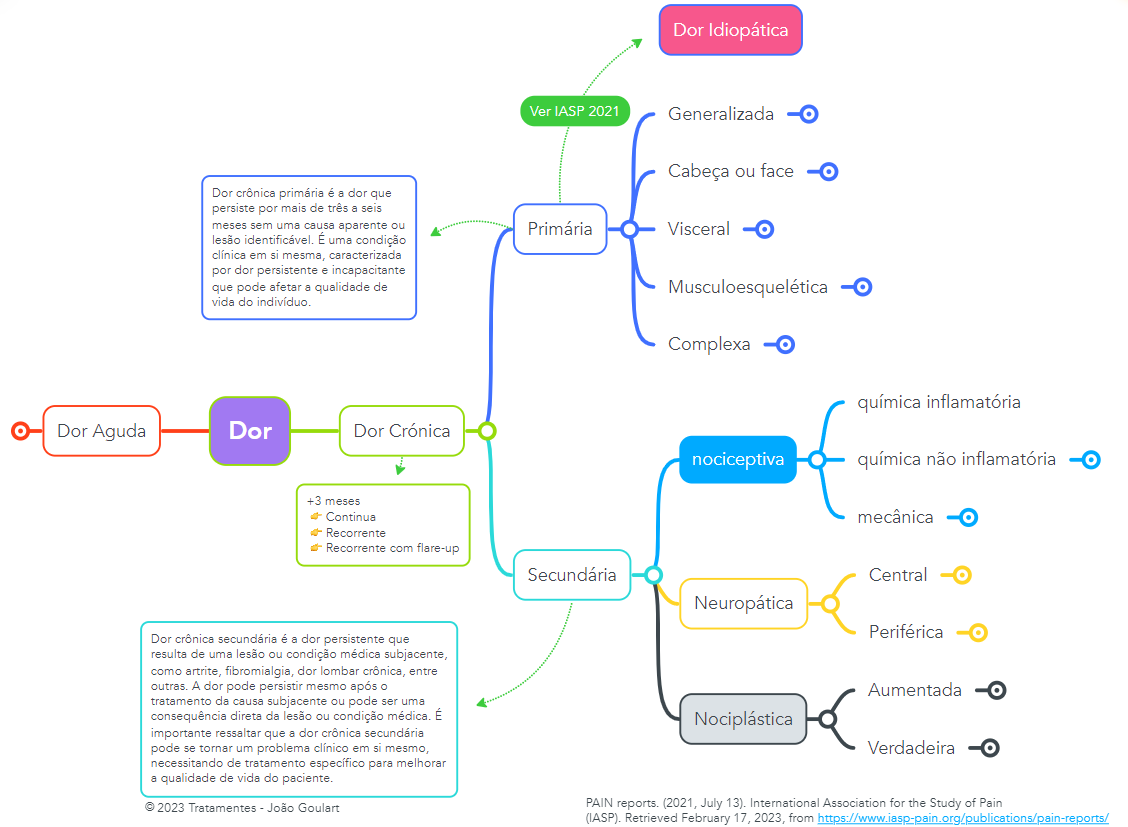 Dor Idiopática
Ver IASP 2021
Generalizada
Cabeça ou face
Visceral
Musculoesquelética
Complexa
Primária
Dor crônica primária é a dor que
persiste por mais de três a seis
meses sem uma causa aparente ou
lesão identificável. É uma condição
clínica em si mesma, caracterizada
por dor persistente e incapacitante
que pode afetar a qualidade de
vida do indivíduo.
Dor Aguda
Dor
Dor Crónica
+3 meses
👉 Continua
👉 Recorrente
👉 Recorrente com flare-up
nociceptiva
química inflamatória
química não inflamatória
mecânica
Secundária
Neuropática
Central
Periférica
Nociplástica
Aumentada
Verdadeira
Dor crônica secundária é a dor persistente que
resulta de uma lesão ou condição médica subjacente,
como artrite, fibromialgia, dor lombar crônica, entre
outras. A dor pode persistir mesmo após o
tratamento da causa subjacente ou pode ser uma
consequência direta da lesão ou condição médica. É
importante ressaltar que a dor crônica secundária
pode se tornar um problema clínico em si mesmo,
necessitando de tratamento específico para melhorar
a qualidade de vida do paciente.
© 2023 Tratamentes - João Goulart
PAIN reports. (2021, July 13). International Association for the Study of Pain
(IASP). Retrieved February 17, 2023, from https://www.iasp-pain.org/publications/pain-reports/